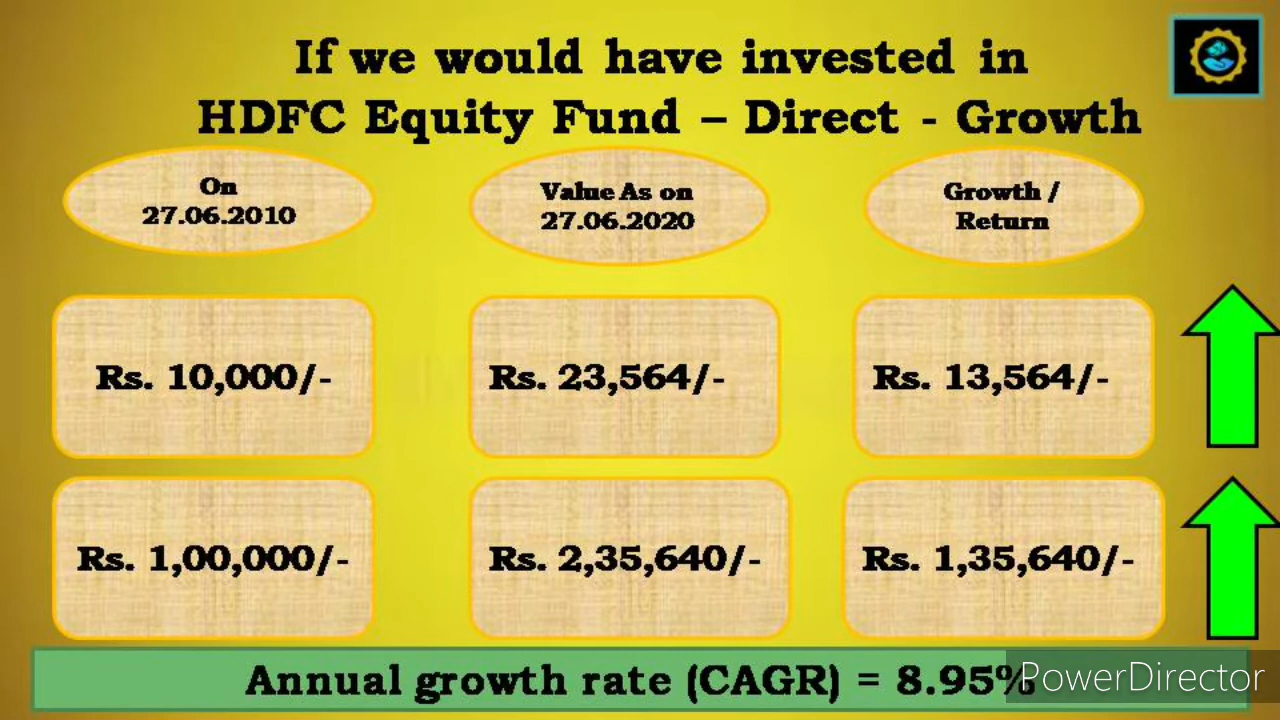 If we would have invested in
HDFC Equity Fund – Direct - Growth
On
27.06.2010
Value As on
27.06.2020
Growth /
Return
Rs. 10,000/-
Rs. 23,564/-
Rs. 13,564/-
Rs. 1,00,000/-
Rs. 2,35,640/-
Rs. 1,35,640/-
Annual growth rate (CAGR) = 8.95%
PowerDirector